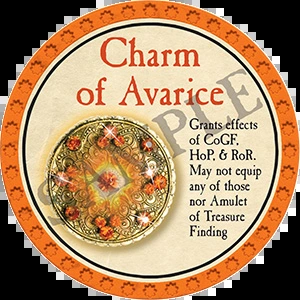 Charm
of Avarice
SAMPLE
Grants effects
of CoGF,
HoP, & RoR.
May not equip
any of those
nor Amulet
of Treasure
Finding